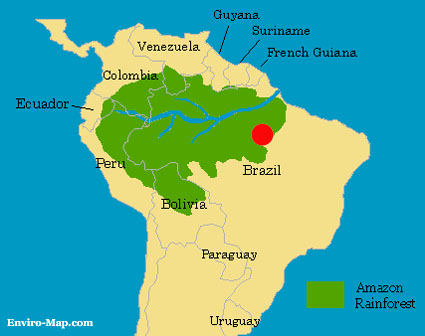 Guyana
Suriname
Venezuela
French Guiana
Colombia
Ecuador
Peru
Brazil
Bolivia
Paraguay
Amazon
Rainforest
Uruguay
Enviro-Map.com